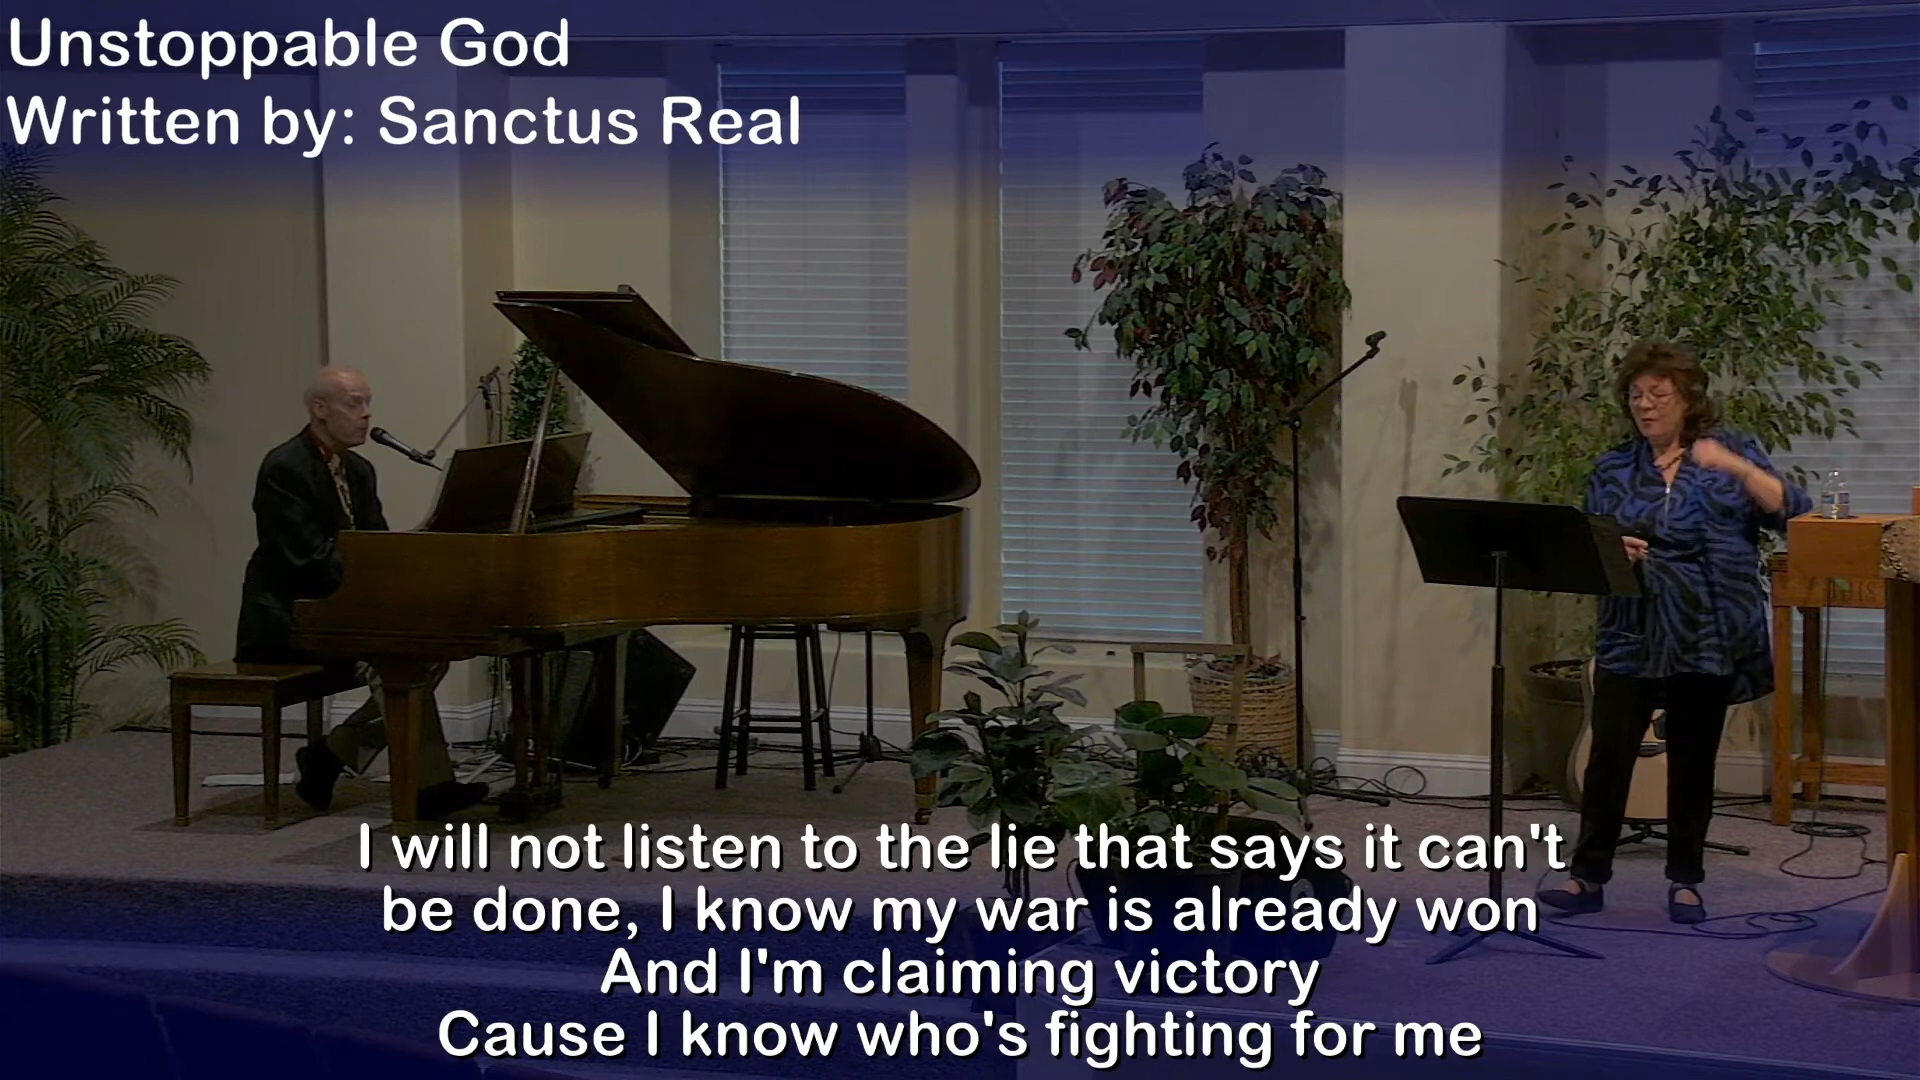 Unstoppable God
Written by: Sanctus Real
I will not listen to the lie that says it can't
be done, I know my war is already won
And I'm claiming victory
Cause I know who's fighting for me